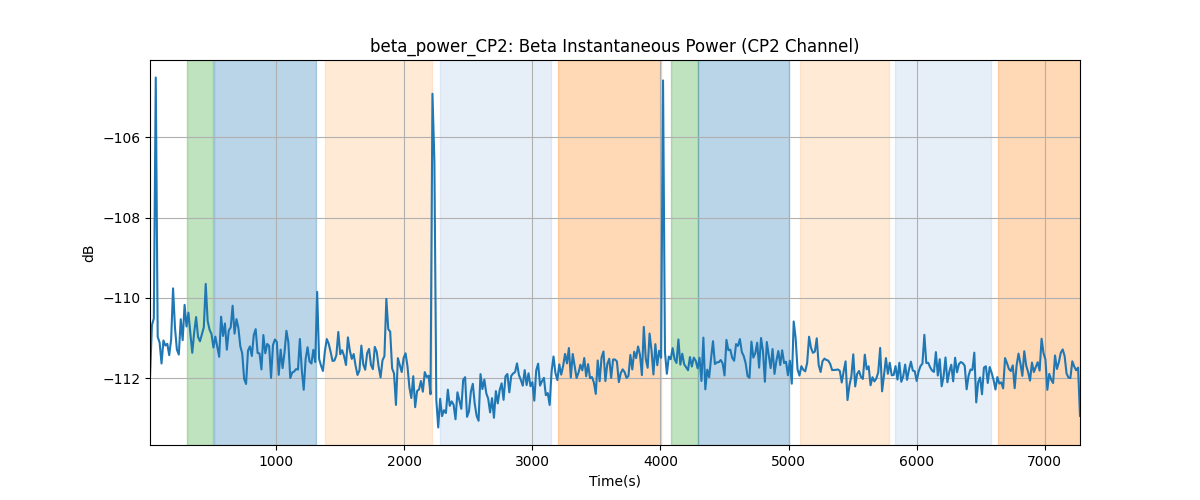 beta_power_CP2: Beta Instantaneous Power (CP2 Channel)
dB
−106
−108
−110
−112
1000 2000 3000 4000 5000 6000 7000
Time(s)